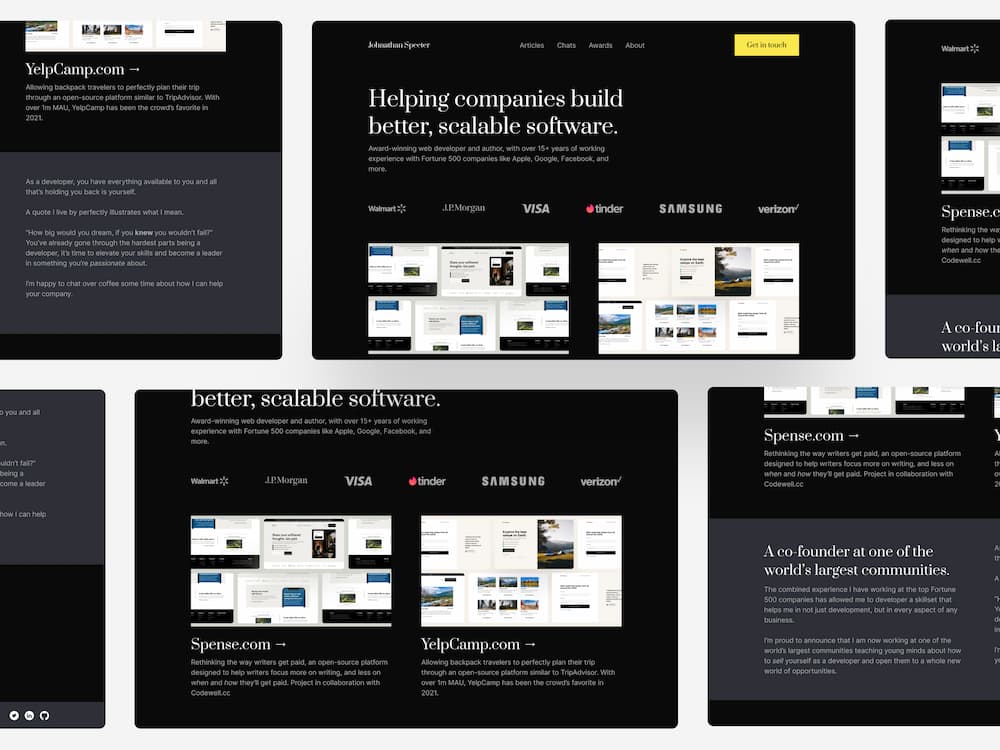 YelpCamp.com →
Allowing backpack travelers to perfectly plan their trip
through an open-source platform similar to TripAdvisor. With
over 1m MAU, YelpCamp has been the crowd's favorite in
2021.
As a developer, you have everything available to you and all
that's holding you back is yourself.
A quote I live by perfectly illustrates what I mean.
"How big would you dream, if you knew you wouldn't fail?"
You've already gone through the hardest parts being a
developer, it's time to elevate your skills and become a leader
in something you're passionate about.
I'm happy to chat over coffee some time about how I can help
your company.
Johnathan Specter
Articles Chats Awards About
Get in touch
Helping companies build
better, scalable software.
Award-winning web developer and author, with over 15+ years of working
experience with Fortune 500 companies like Apple, Google, Facebook, and
more.
Walmart J.P.Morgan VISA tinder SAMSUNG verizon✓
Walmart
Spense.c
Rethinking the way
designed to help
when and how the
Codewell.cc
A co-foun
world's la
o you and all
n.
uldn't fail?"
being a
come a leader
how I can help
better, scalable software.
Award-winning web developer and author, with over 15+ years of working
experience with Fortune 500 companies like Apple, Google, Facebook, and
more.
Walmart J.P.Morgan VISA tinder SAMSUNG verizon✓
Spense.com →
Rethinking the way writers get paid, an open-source platform
designed to help writers focus more on writing, and less on
when and how they'll get paid. Project in collaboration with
Codewell.cc
YelpCamp.com →
Allowing backpack travelers to perfectly plan their trip
through an open-source platform similar to TripAdvisor. With
over 1m MAU, YelpCamp has been the crowd's favorite in
2021.
Spense.com →
Rethinking the way writers get paid, an open-source platform
designed to help writers focus more on writing, and less on
when and how they'll get paid. Project in collaboration with
Codewell.cc
A co-founder at one of the
world's largest communities.
The combined experience I have working at the top Fortune
500 companies has allowed me to developer a skillset that
helps me in not just development, but in every aspect of any
business.
I'm proud to announce that I am now working at one of the
world's largest communities teaching young minds about how
to sell yourself as a developer and open them to a whole new
world of opportunities.